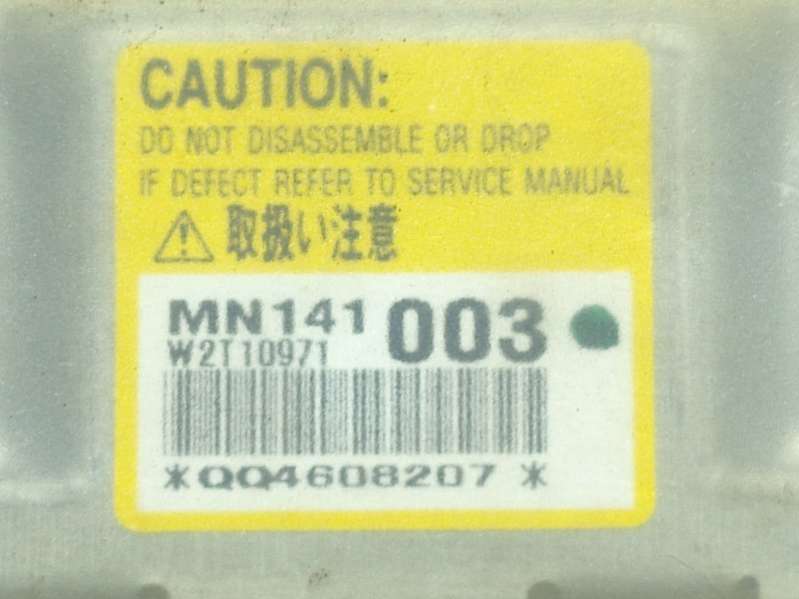 CAUTION:
DO NOT DISASSEMBLE OR DROP
IF DEFECT REFER TO SERVICE MANUAL
取扱い注意
MN141 003
W2T10971
*QQ4608207 *